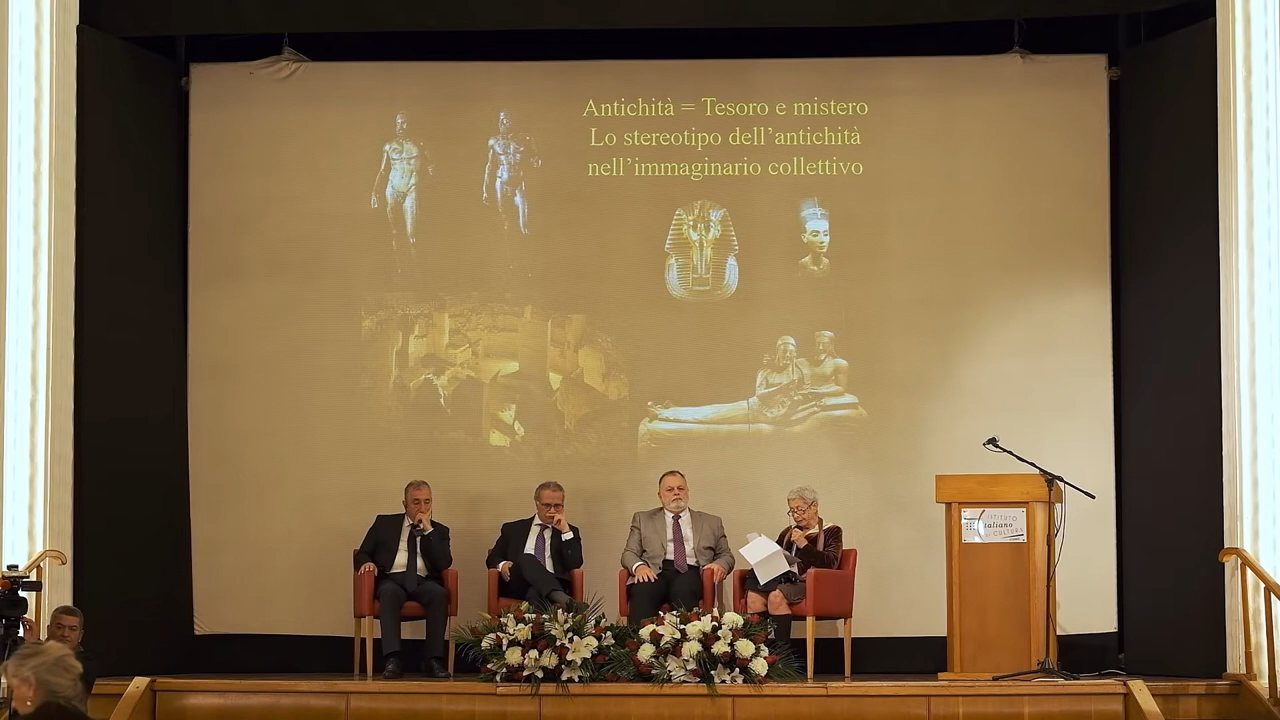 Antichità = Tesoro e mistero
Lo stereotipo dell'antichità
nell'immaginario collettivo
ISTITUTO
italiano
CULTURA